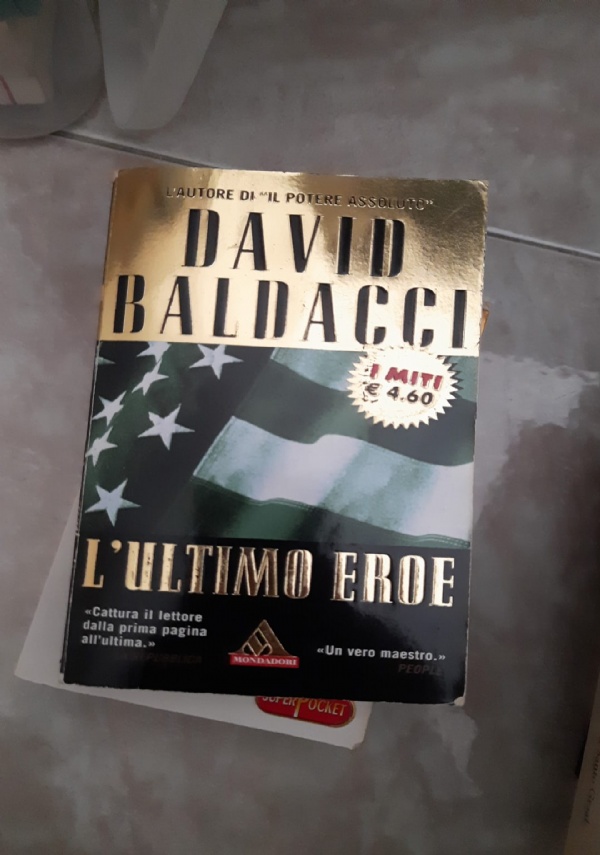 L'AUTORE DI "IL POTERE ASSOLUTO"
DAVID
BALDACCI
I MITI
€ 4.60
L'ULTIMO EROE
«Cattura il lettore
dalla prima pagina
all'ultima.»
«Un vero maestro.»
PEOPLE
MONDADORI
SUPERPOCKET